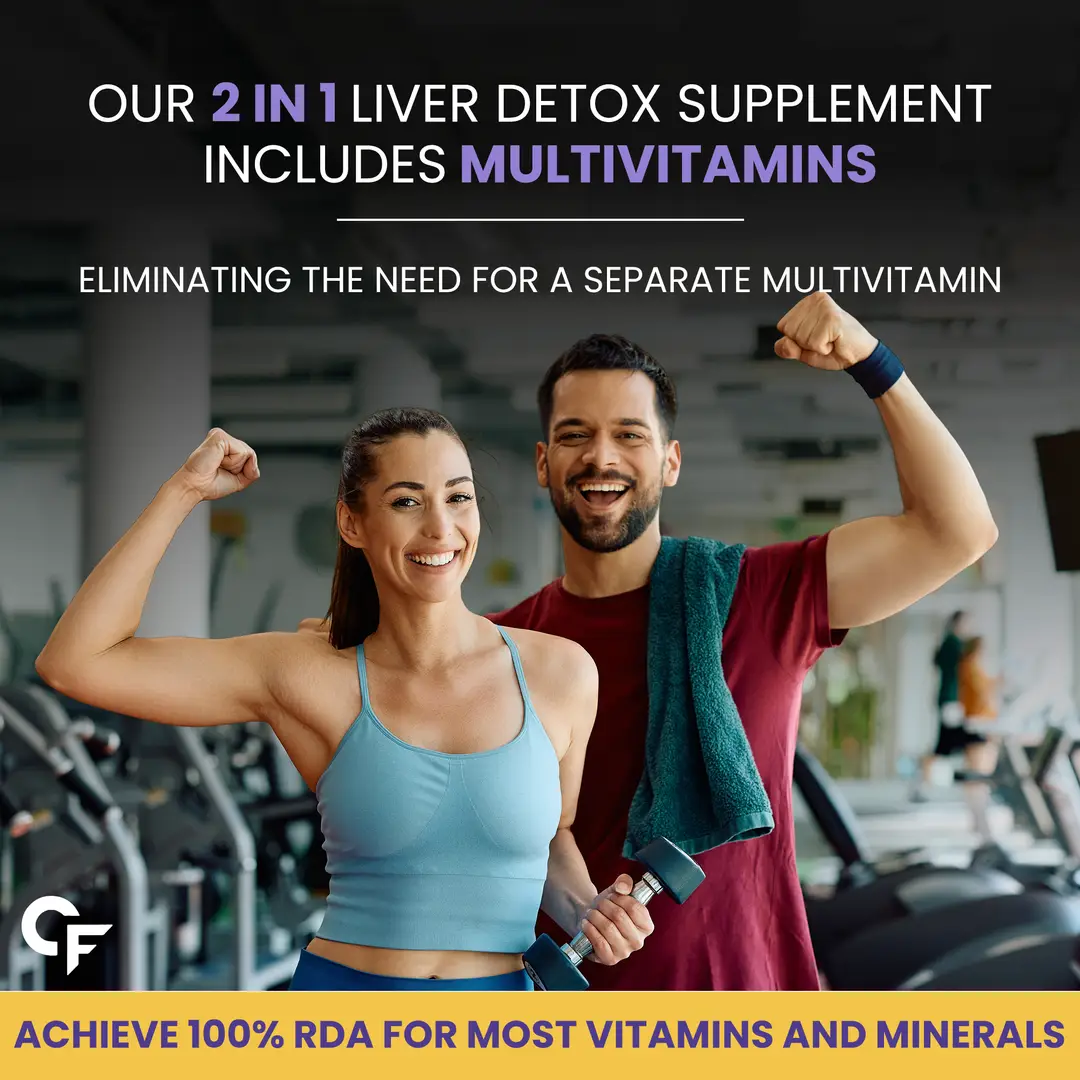 OUR 2 IN 1 LIVER DETOX SUPPLEMENT
INCLUDES MULTIVITAMINS
ELIMINATING THE NEED FOR A SEPARATE MULTIVITAMIN
CF
ACHIEVE 100% RDA FOR MOST VITAMINS AND MINERALS